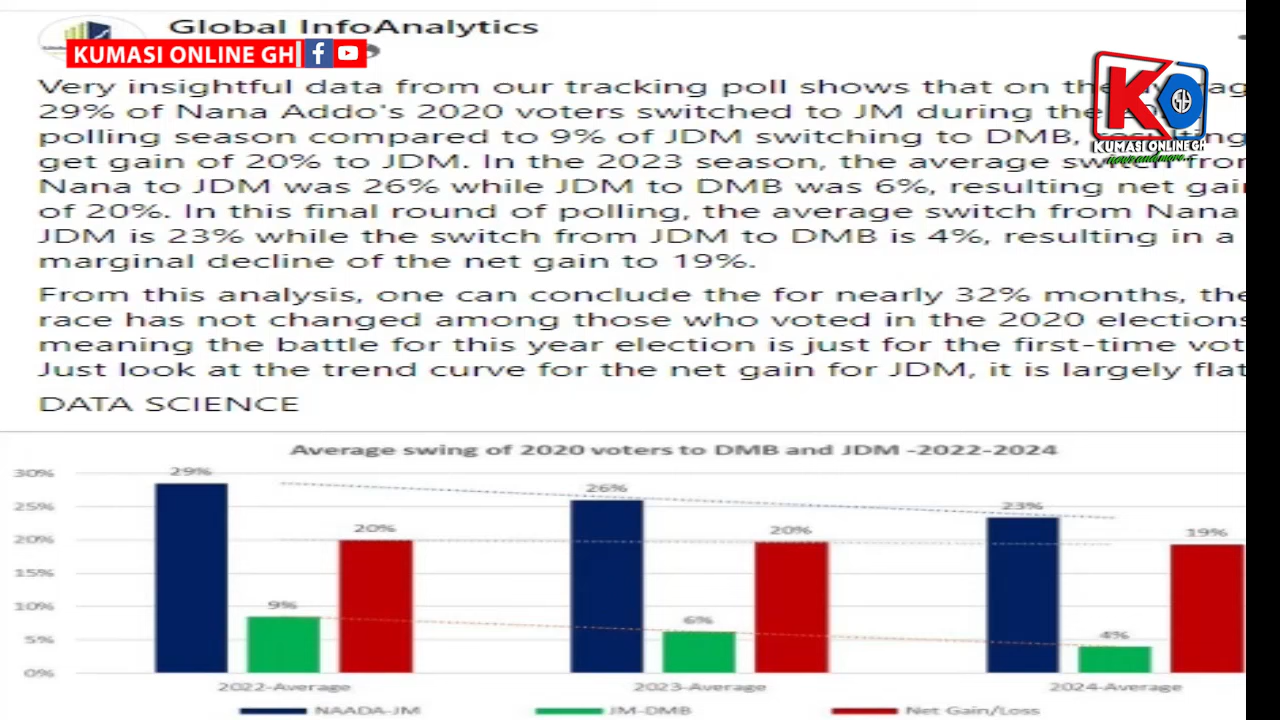 Global InfoAnalytics
KUMASI ONLINE GH
Very insightful data from our tracking poll shows that on the
29% of Nana Addo's 2020 voters switched to JM during the
polling season compared to 9% of JDM switching to DMB, resulting
get gain of 20% to JDM. In the 2023 season, the average switch from
Nana to JDM was 26% while JDM to DMB was 6%, resulting net gain
of 20%. In this final round of polling, the average switch from Nana
JDM is 23% while the switch from JDM to DMB is 4%, resulting in a
marginal decline of the net gain to 19%.
KO
GH
KUMASI ONLINE GH
news and more...
From this analysis, one can conclude the for nearly 32% months, the
race has not changed among those who voted in the 2020 elections
meaning the battle for this year election is just for the first-time vot
Just look at the trend curve for the net gain for JDM, it is largely flat
DATA SCIENCE
Average swing of 2020 voters to DMB and JDM -2022-2024
30%
25%
20%
15%
10%
5%
0%
29%
9%
20%
26%
6%
20%
23%
4%
19%
2022-Average
2023-Average
2024-Average
NAADA-JM
JM-DMB
Net Gain/Loss